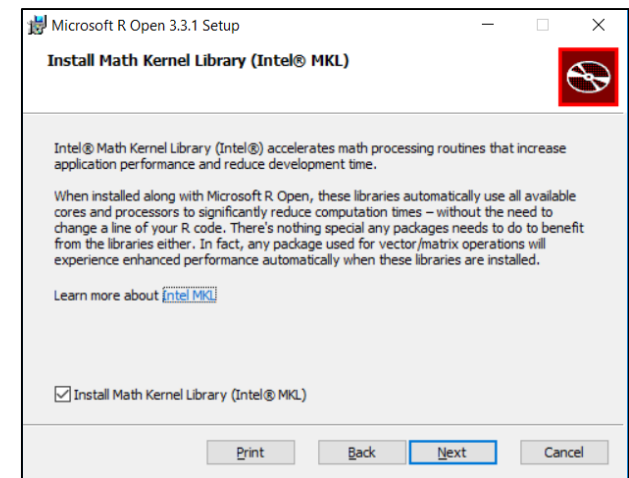 Microsoft R Open 3.3.1 Setup
Install Math Kernel Library (Intel® MKL)
Intel® Math Kernel Library (Intel®) accelerates math processing routines that increase
application performance and reduce development time.
When installed along with Microsoft R Open, these libraries automatically use all available
cores and processors to significantly reduce computation times – without the need to
change a line of your R code. There's nothing special any packages needs to do to benefit
from the libraries either. In fact, any package used for vector/matrix operations will
experience enhanced performance automatically when these libraries are installed.
Learn more about Intel MKL
Install Math Kernel Library (Intel® MKL)
Print Back Next Cancel